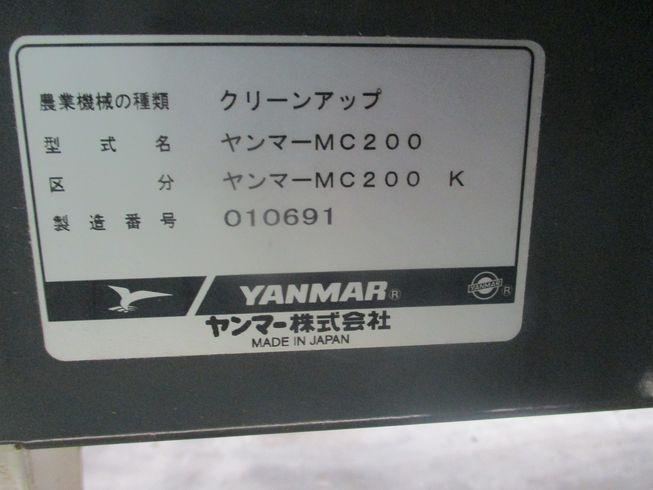 農業機械の種類 クリーンアップ
型式名 ヤンマーMC200
区分 ヤンマーMC200 K
製造番号 010691
YANMAR® YANMAR ®
ヤンマー株式会社
MADE IN JAPAN